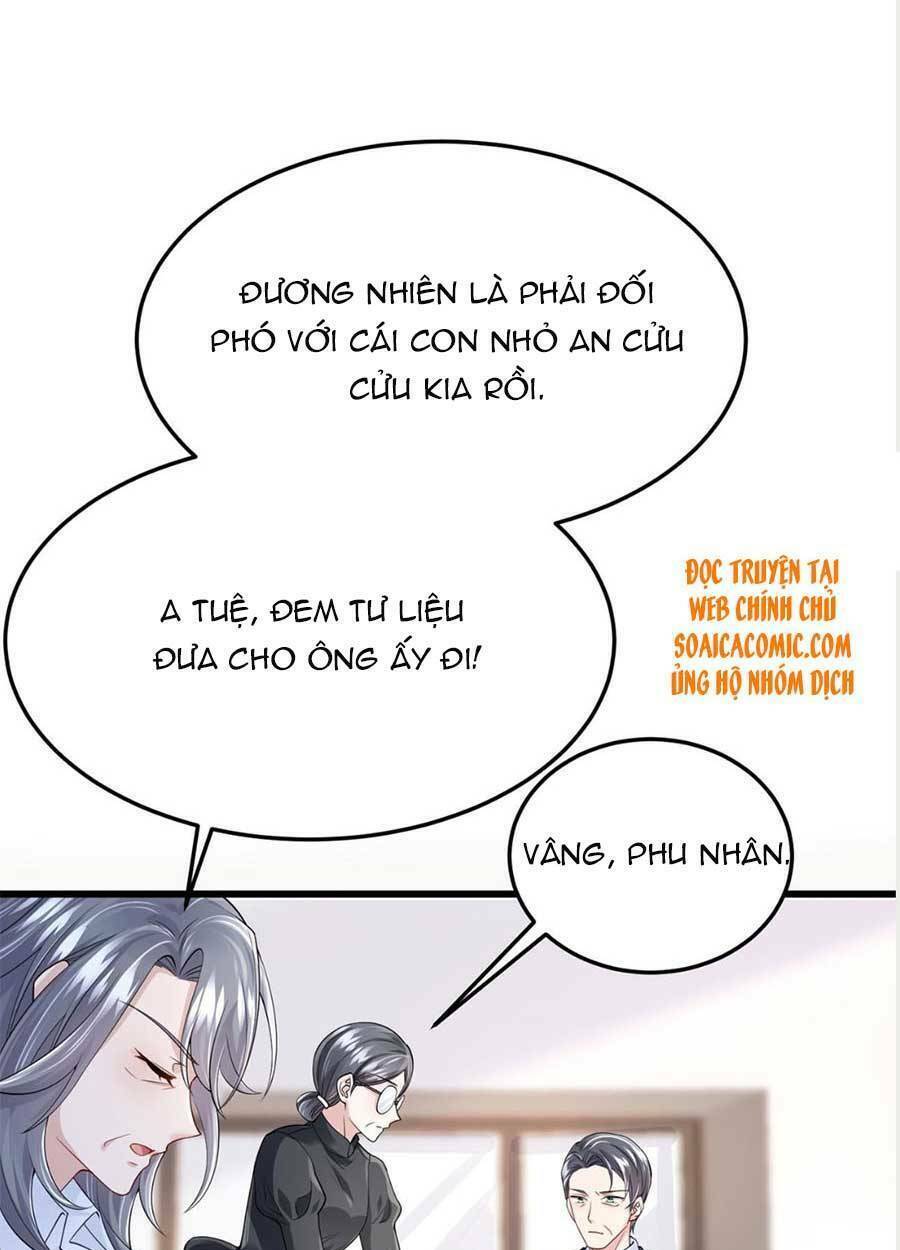 ĐƯƠNG NHIÊN LÀ PHẢI ĐỐI
PHÓ VỚI CÁI CON NHỎ AN CỬU
CỬU KIA RỒI.
A TUỆ, ĐEM TƯ LIỆU
ĐƯA CHO ÔNG ẤY ĐI!
ĐỌC TRUYỆN TẠI
WEB CHÍNH CHỦ
SOAICACOMIC.COM
ỦNG HỘ NHÓM DỊCH
VÂNG, PHU NHÂN.